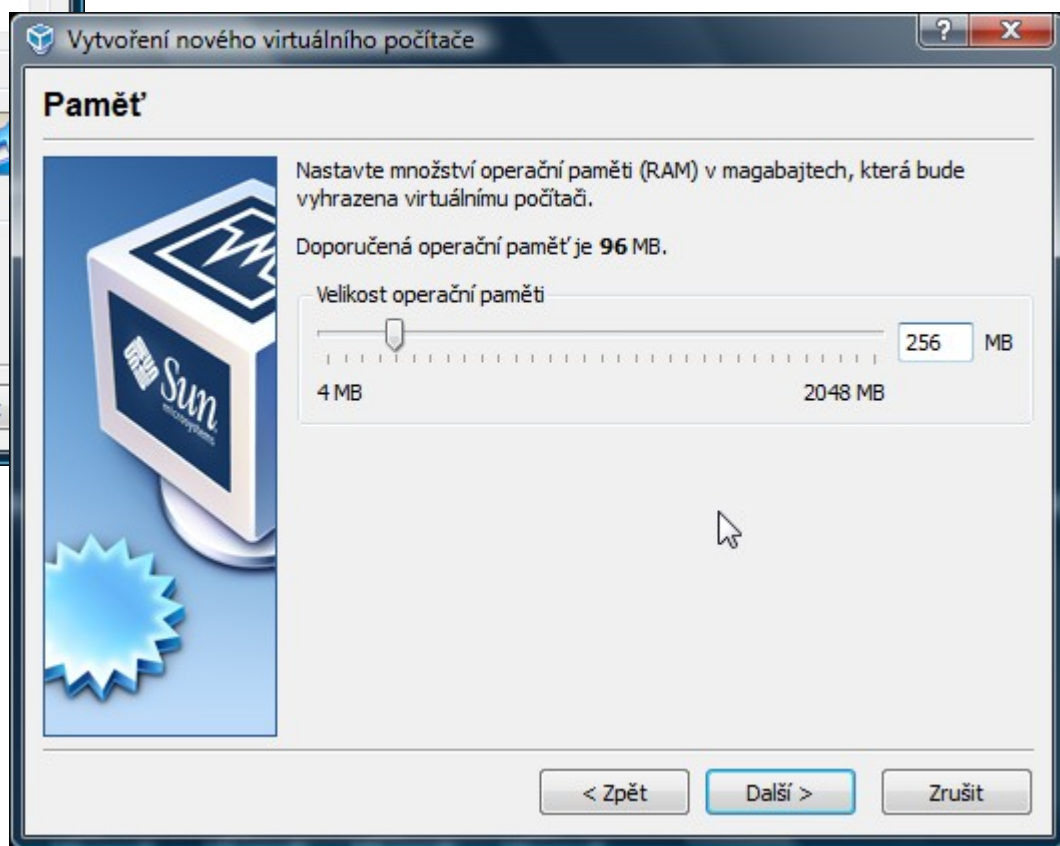 Vytvoření nového virtuálního počítače
?
X
Paměť
Nastavte množství operační paměti (RAM) v magabajtech, která bude
vyhrazena virtuálnímu počítači.
Doporučená operační paměť je 96 MB.
Velikost operační paměti
256 MB
4 MB 2048 MB
Sun
microsystems
< Zpět Další > Zrušit